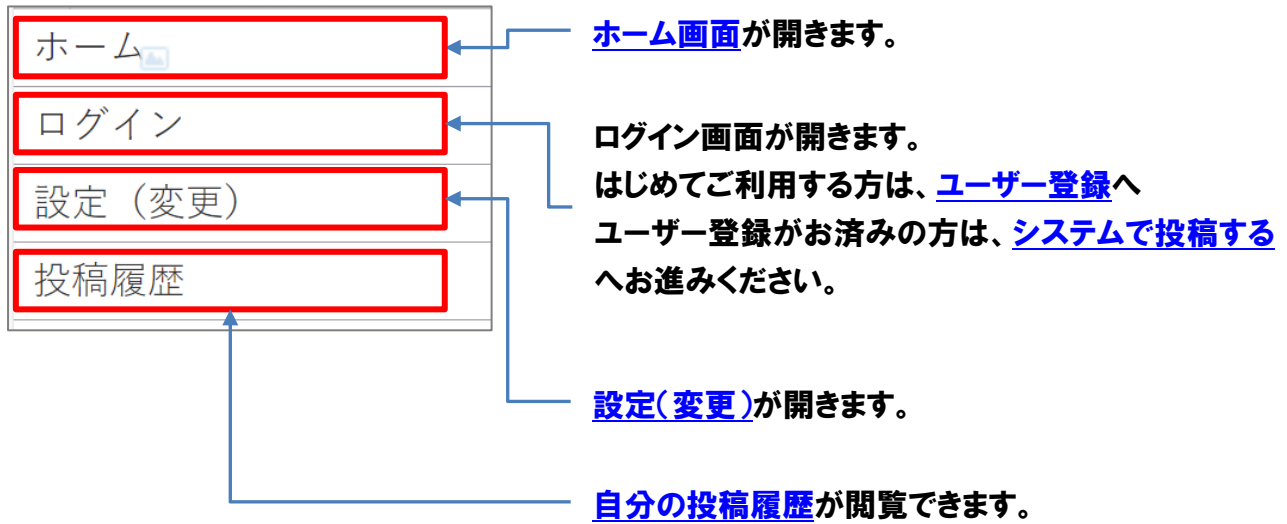 ホーム
ログイン
設定（変更）
投稿履歴
ホーム画面が開きます。
ログイン画面が開きます。
はじめてご利用する方は、ユーザー登録へ
ユーザー登録がお済みの方は、システムで投稿する
へお進みください。
設定（変更）が開きます。
自分の投稿履歴が閲覧できます。